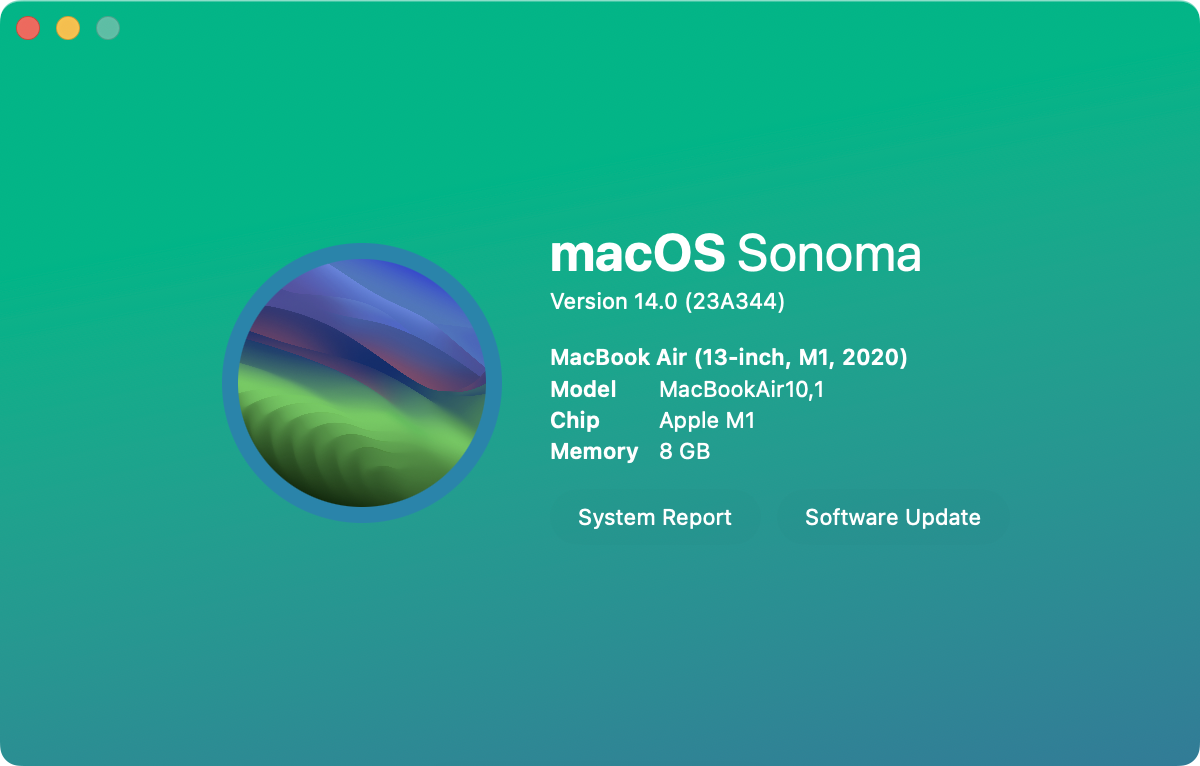 macOS Sonoma
Version 14.0 (23A344)
MacBook Air (13-inch, M1, 2020)
Model MacBookAir10,1
Chip Apple M1
Memory 8 GB
System Report Software Update